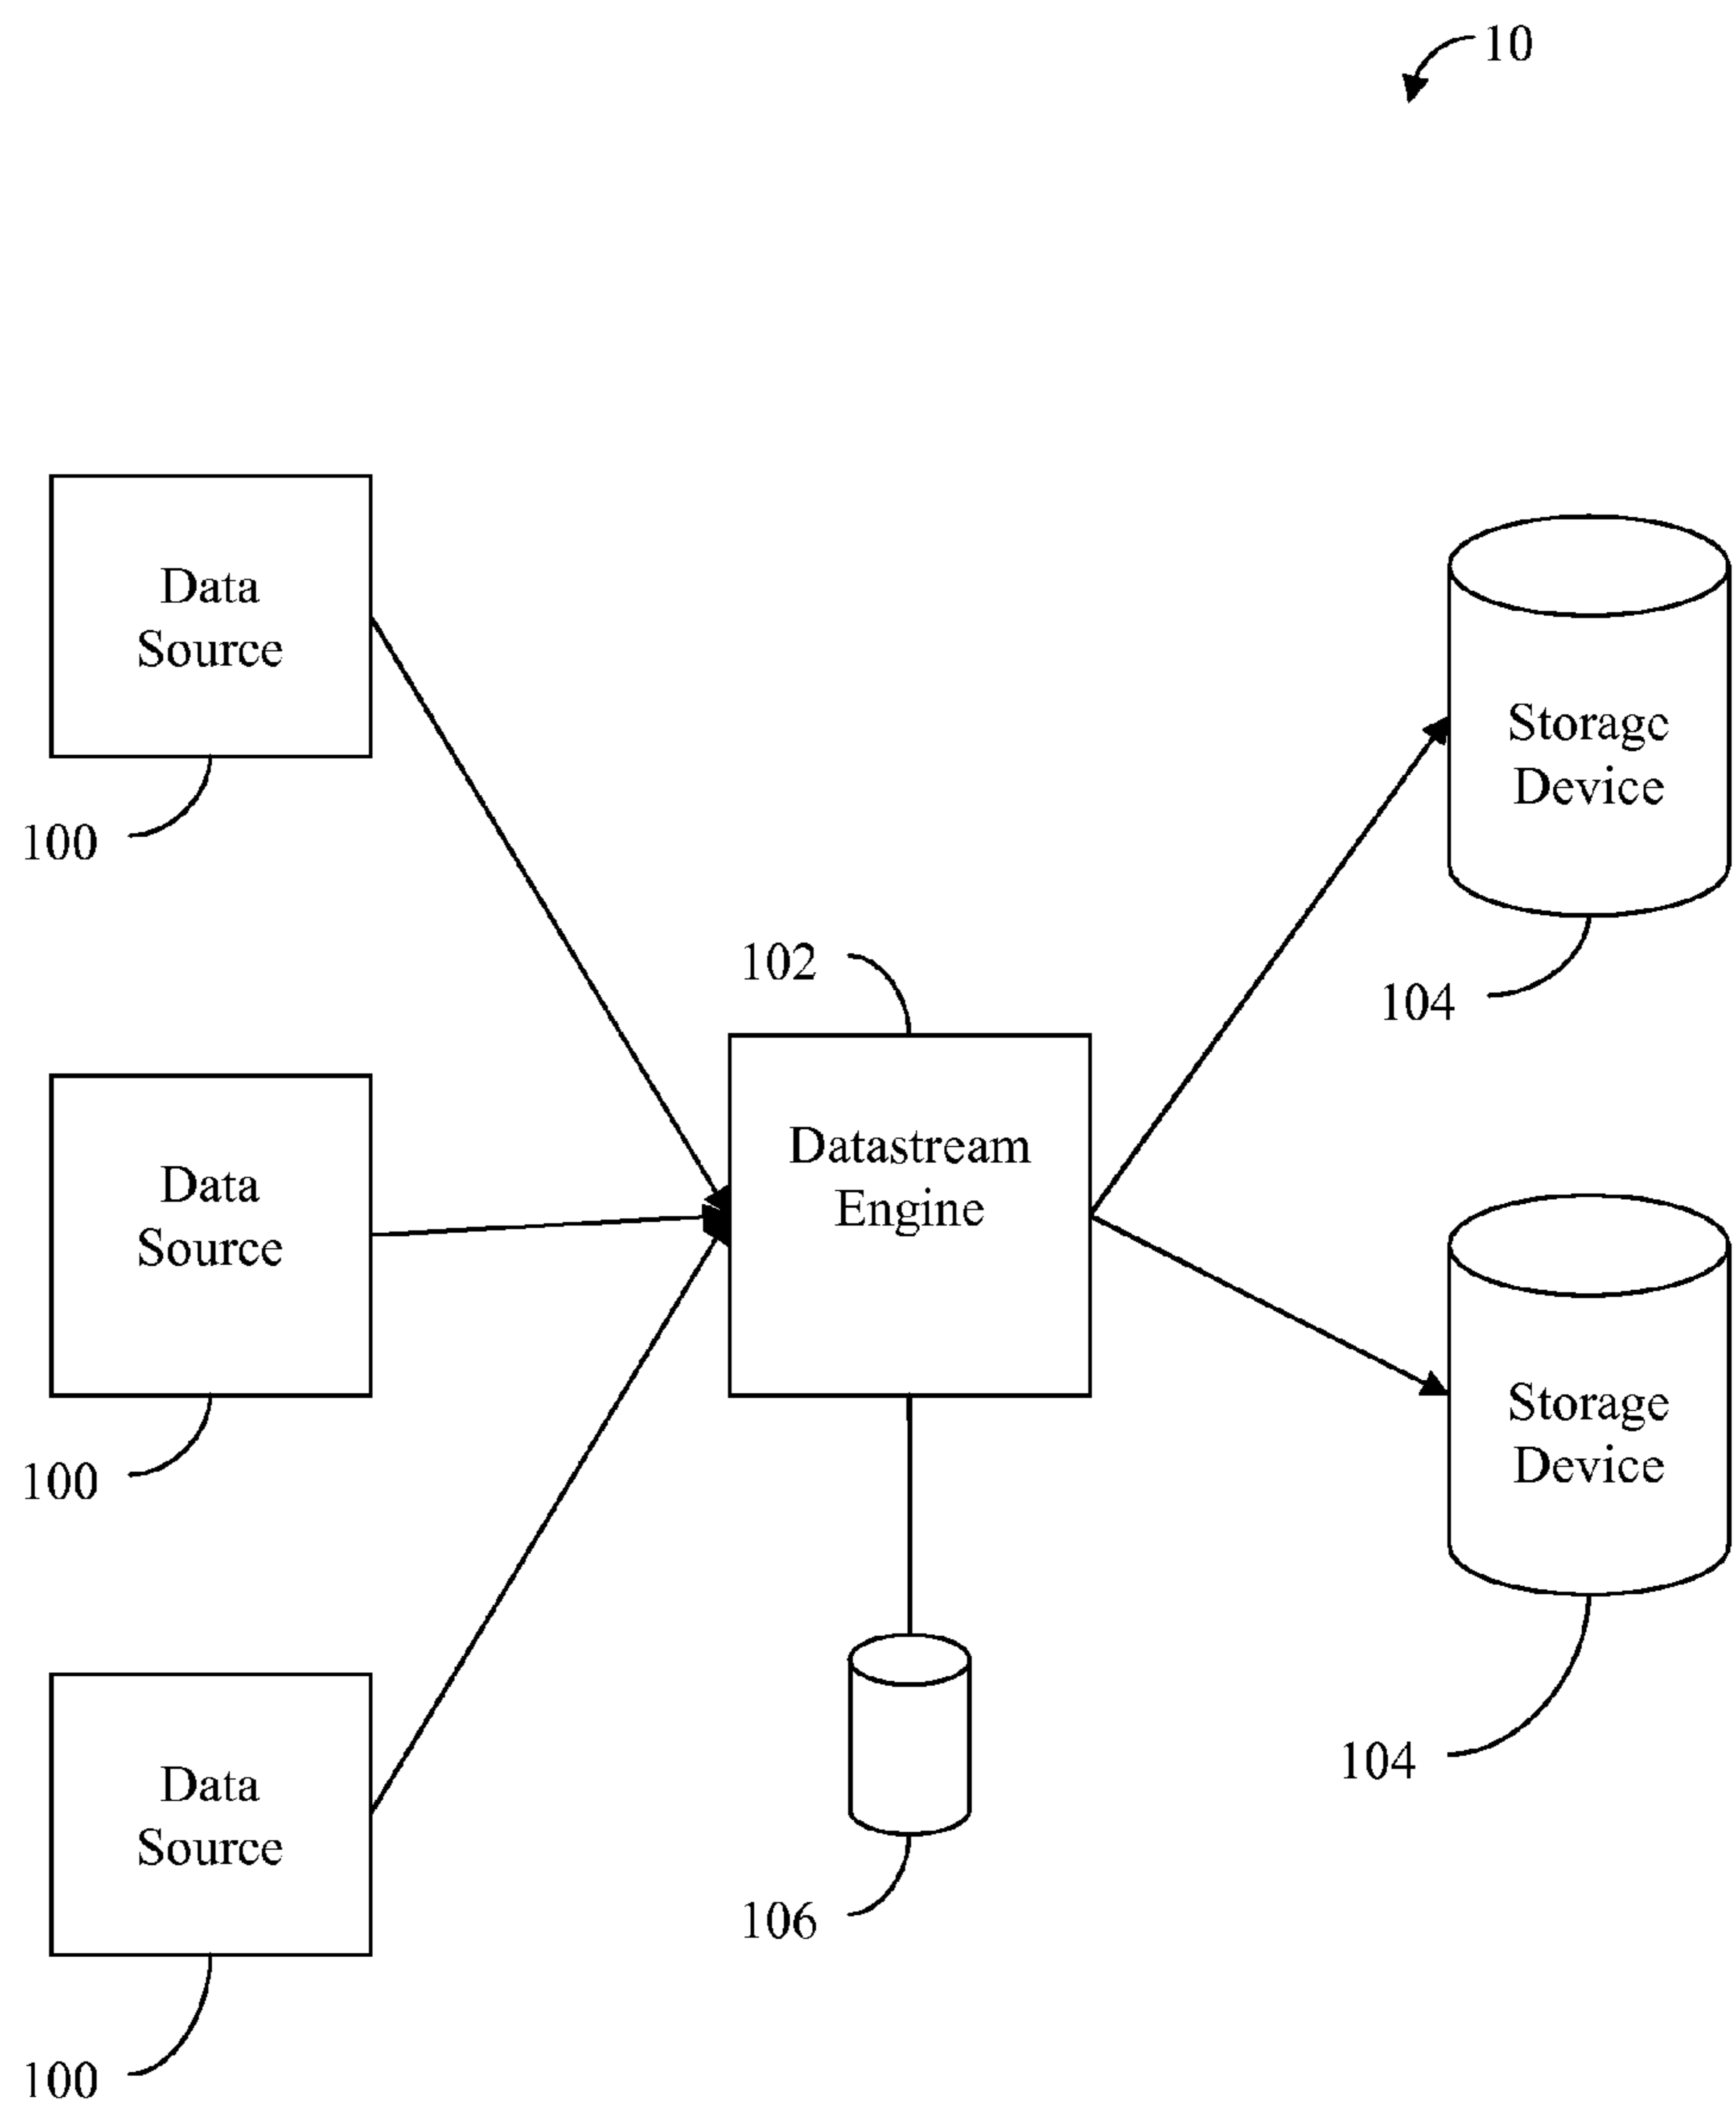 10
Data
Source
100
Storage
Device
104
102
Datastream
Engine
Data
Source
100
Storage
Device
104
Data
Source
100
106